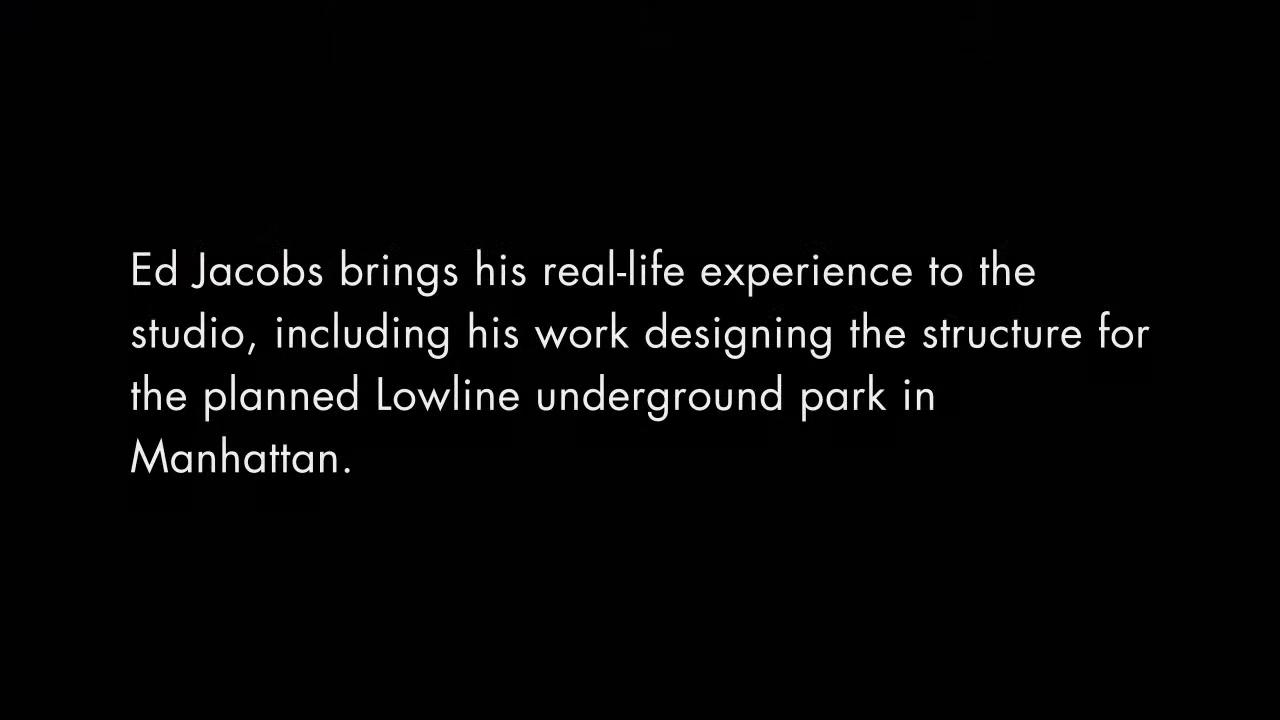 Ed Jacobs brings his real-life experience to the
studio, including his work designing the structure for
the planned Lowline underground park in
Manhattan.